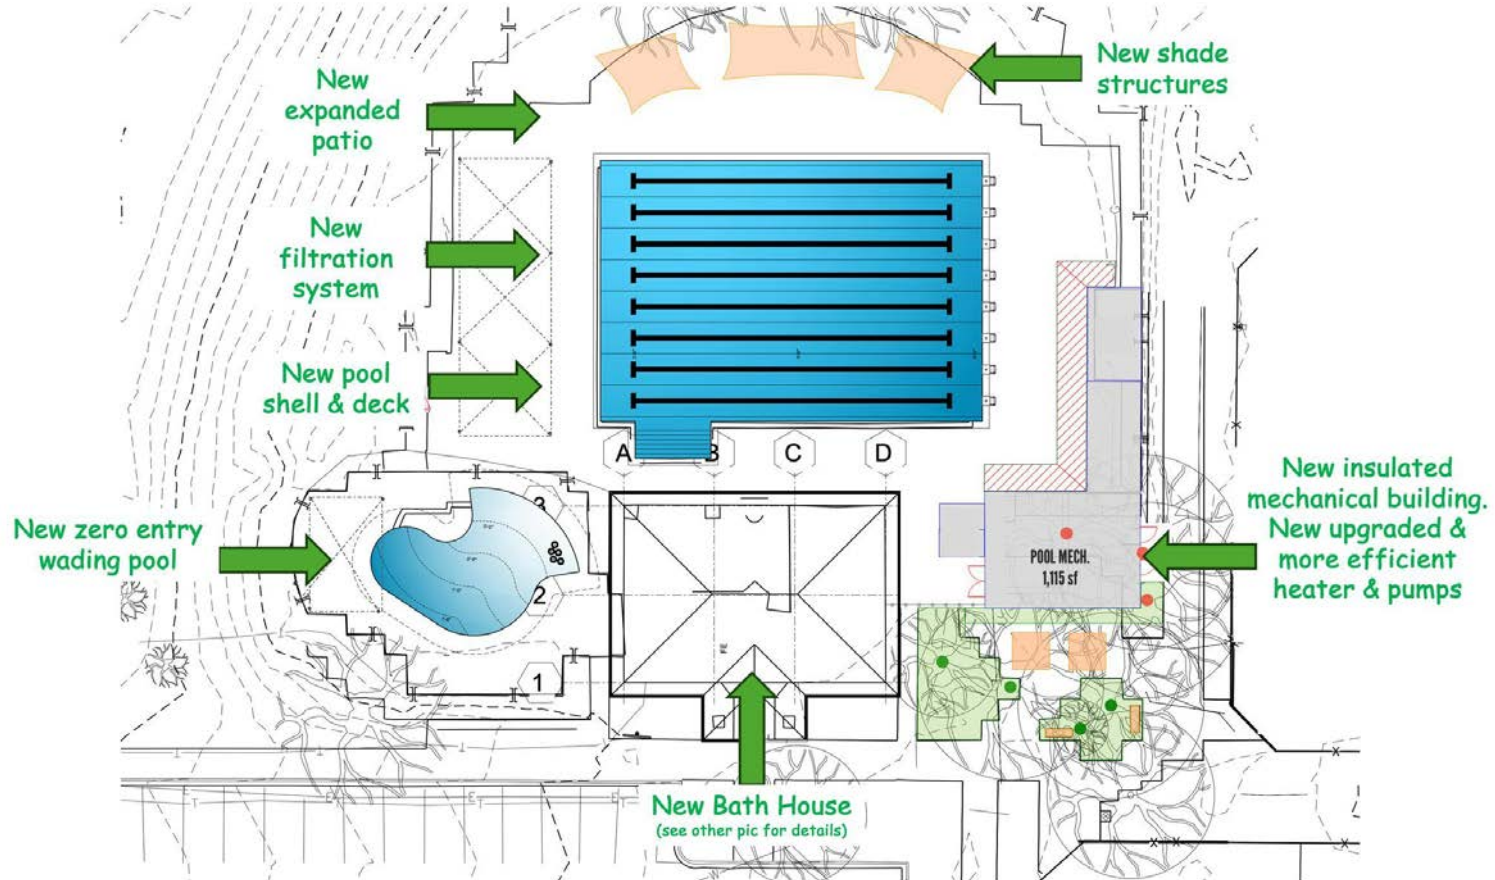 New shade
structures
New
expanded
patio
New
filtration
system
New pool
shell & deck
A
B
C
D
New insulated
mechanical building.
New upgraded &
more efficient
heater & pumps
New zero entry
wading pool
3
2
1
POOL MECH.
1,115 sf
FE
New Bath House
(see other pic for details)